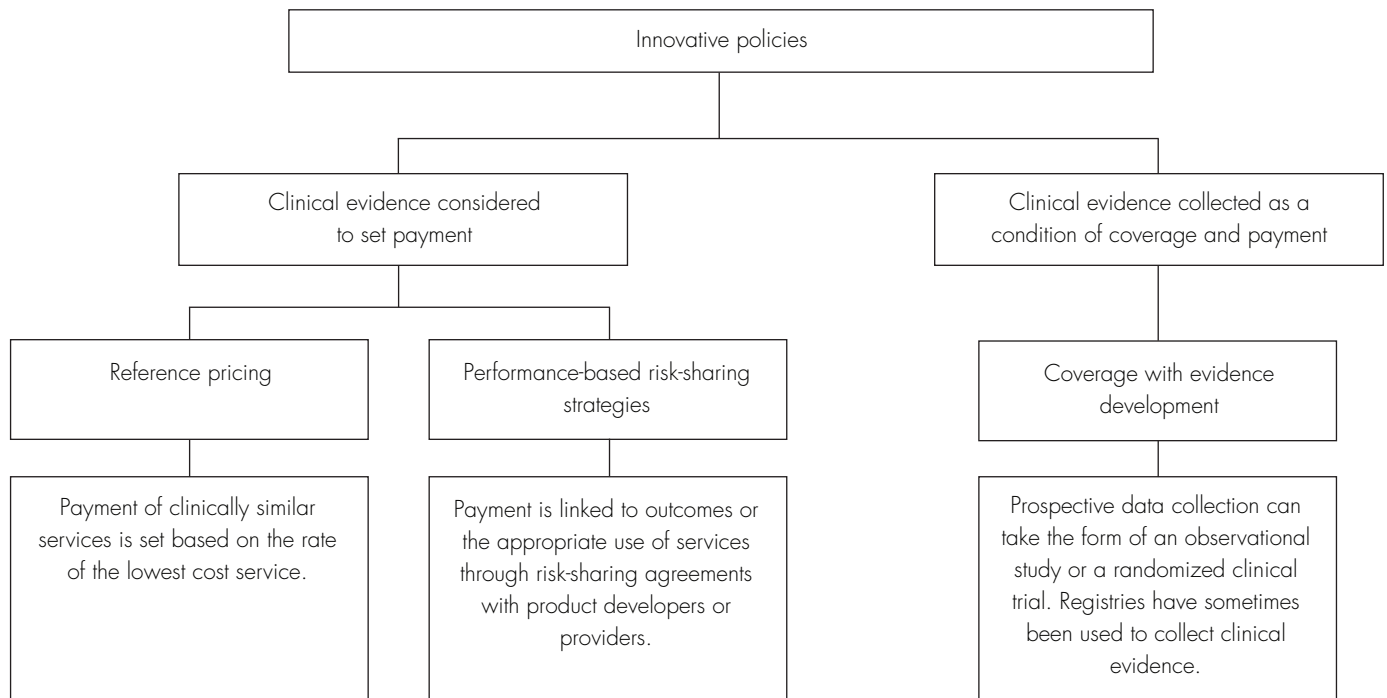 Innovative policies
Clinical evidence considered
to set payment
Clinical evidence collected as a
condition of coverage and payment
Reference pricing
Performance-based risk-sharing
strategies
Coverage with evidence
development
Payment of clinically similar
services is set based on the rate
of the lowest cost service.
Payment is linked to outcomes or
the appropriate use of services
through risk-sharing agreements
with product developers or
providers.
Prospective data collection can
take the form of an observational
study or a randomized clinical
trial. Registries have sometimes
been used to collect clinical
evidence.